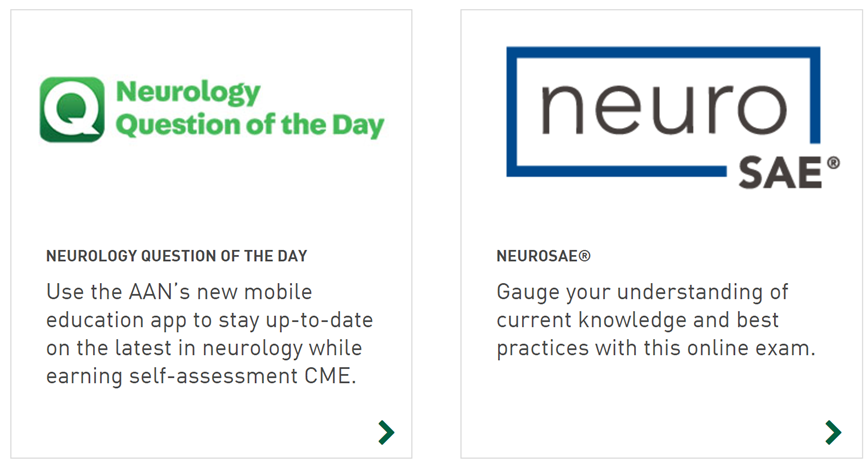 Q Neurology
Question of the Day
NEUROLOGY QUESTION OF THE DAY
Use the AAN’s new mobile
education app to stay up-to-date
on the latest in neurology while
earning self-assessment CME.
neuro
SAE®
NEUROSAE®
Gauge your understanding of
current knowledge and best
practices with this online exam.